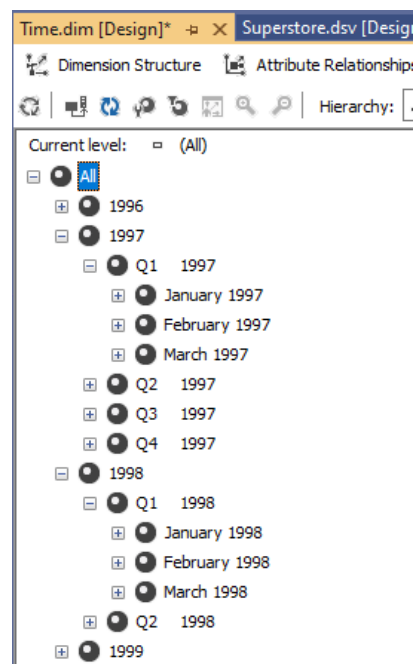 Time.dim [Design]* Superstore.dsv [Design
Dimension Structure Attribute Relationships
Hierarchy:
Current level: (All)
All
1996
1997
Q1 1997
January 1997
February 1997
March 1997
Q2 1997
Q3 1997
Q4 1997
1998
Q1 1998
January 1998
February 1998
March 1998
Q2 1998
1999